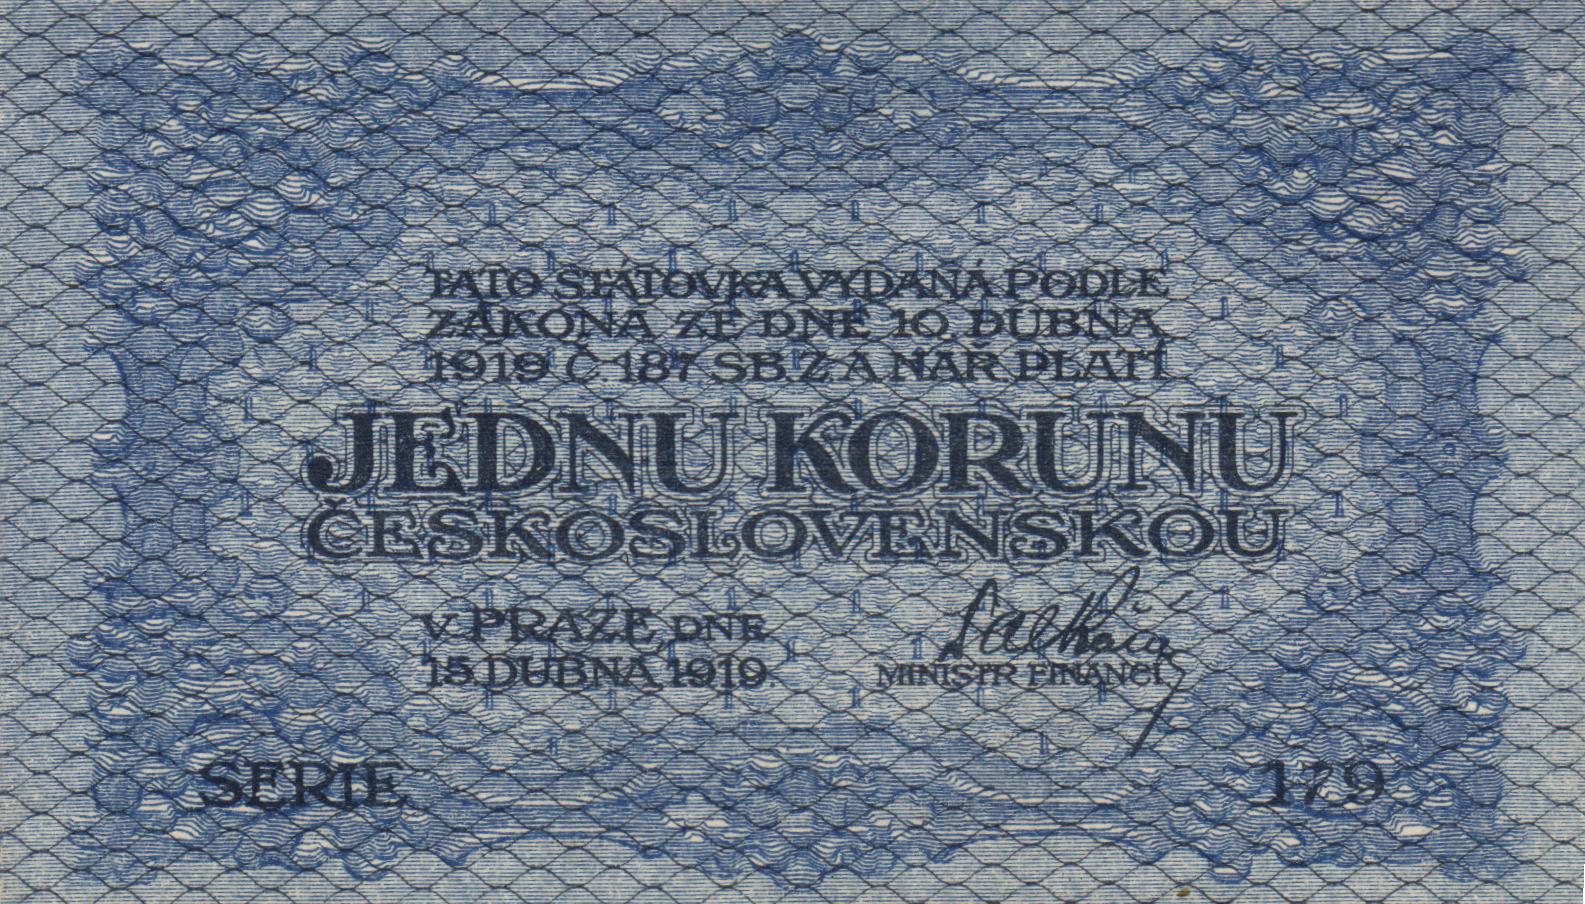 TATO STÁTOVKA VYDANÁ PODLE
ZÁKONA ZE DNE 10. DUBNA
1919 Č. 187 SB. Z. A NAŘ. PLATÍ
JEDNU KORUNU
ČESKOSLOVENSKOU
V PRAZE, DNE
15. DUBNA 1919.
MINISTR FINANCÍ
SERIE 179